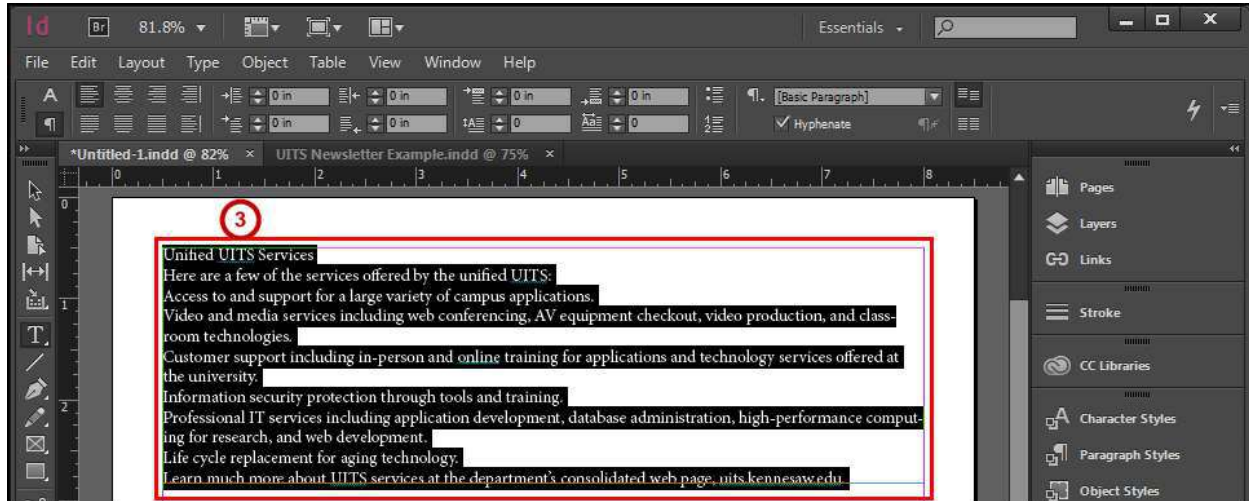 Id Br 81.8% Essentials
File Edit Layout Type Object Table View Window Help
A 0 in 0 in 0 in 0 in [Basic Paragraph]
¶ 0 in 0 in 0 0 Hyphenate
*Untitled-1.indd @ 82% × UITS Newsletter Example.indd @ 75% ×
0 1 2 3 4 5 6 7 8
0
3
Unified UITS Services
Here are a few of the services offered by the unified UITS:
Access to and support for a large variety of campus applications.
1
Video and media services including web conferencing, AV equipment checkout, video production, and class-
room technologies.
Customer support including in-person and online training for applications and technology services offered at
the university.
Information security protection through tools and training.
2
Professional IT services including application development, database administration, high-performance comput-
ing for research, and web development.
Life cycle replacement for aging technology.
Learn much more about UITS services at the department's consolidated web page, uits.kennesaw.edu.
Pages
Layers
Links
Stroke
CC Libraries
Character Styles
Paragraph Styles
Object Styles